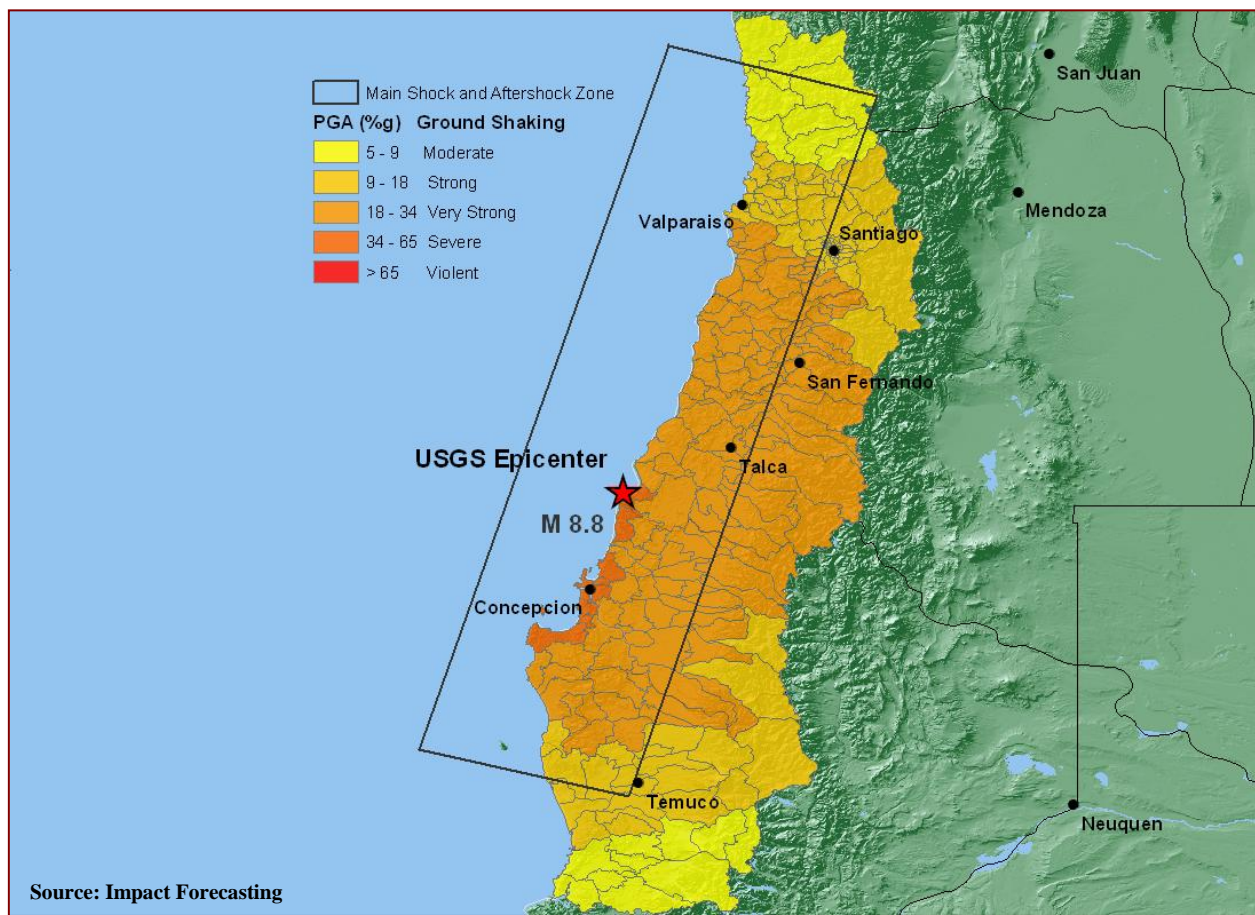 San Juan
Main Shock and Aftershock Zone
PGA (%g) Ground Shaking
5 - 9 Moderate
9 - 18 Strong
18 - 34 Very Strong
34 - 65 Severe
> 65 Violent
Mendoza
Valparaiso
Santiago
San Fernando
USGS Epicenter
Talca
M 8.8
Concepcion
Temuco
Neuquen
Source: Impact Forecasting